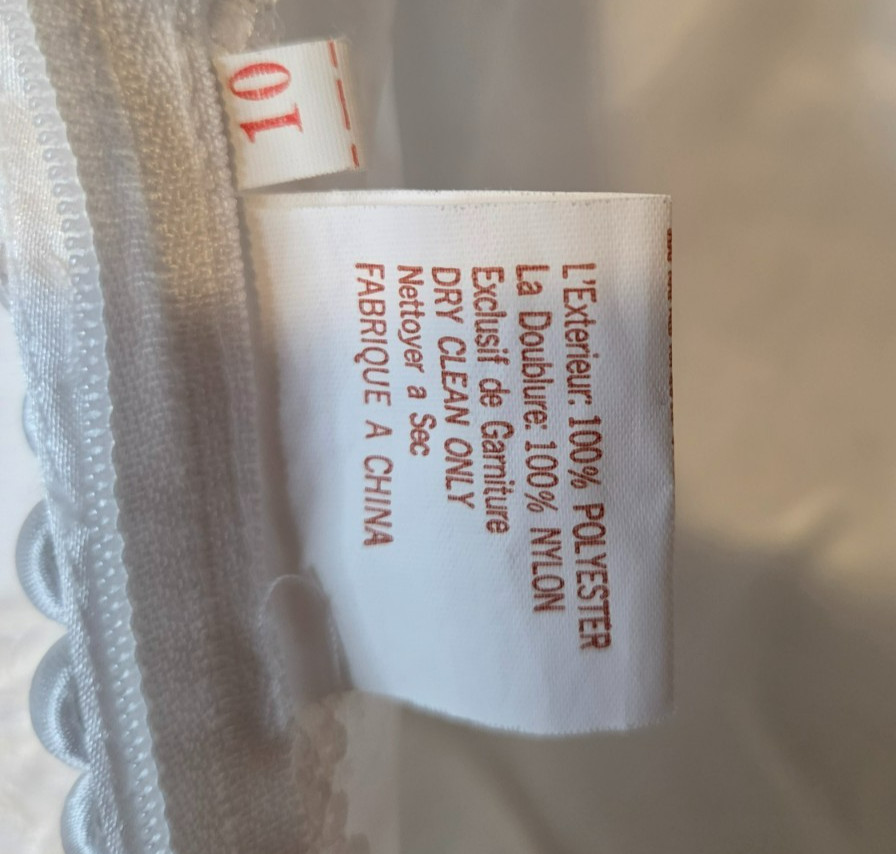 10
L'Exterieur: 100% POLYESTER
La Doublure: 100% NYLON
Exclusif de Garniture
DRY CLEAN ONLY
Nettoyer a Sec
FABRIQUE A CHINA